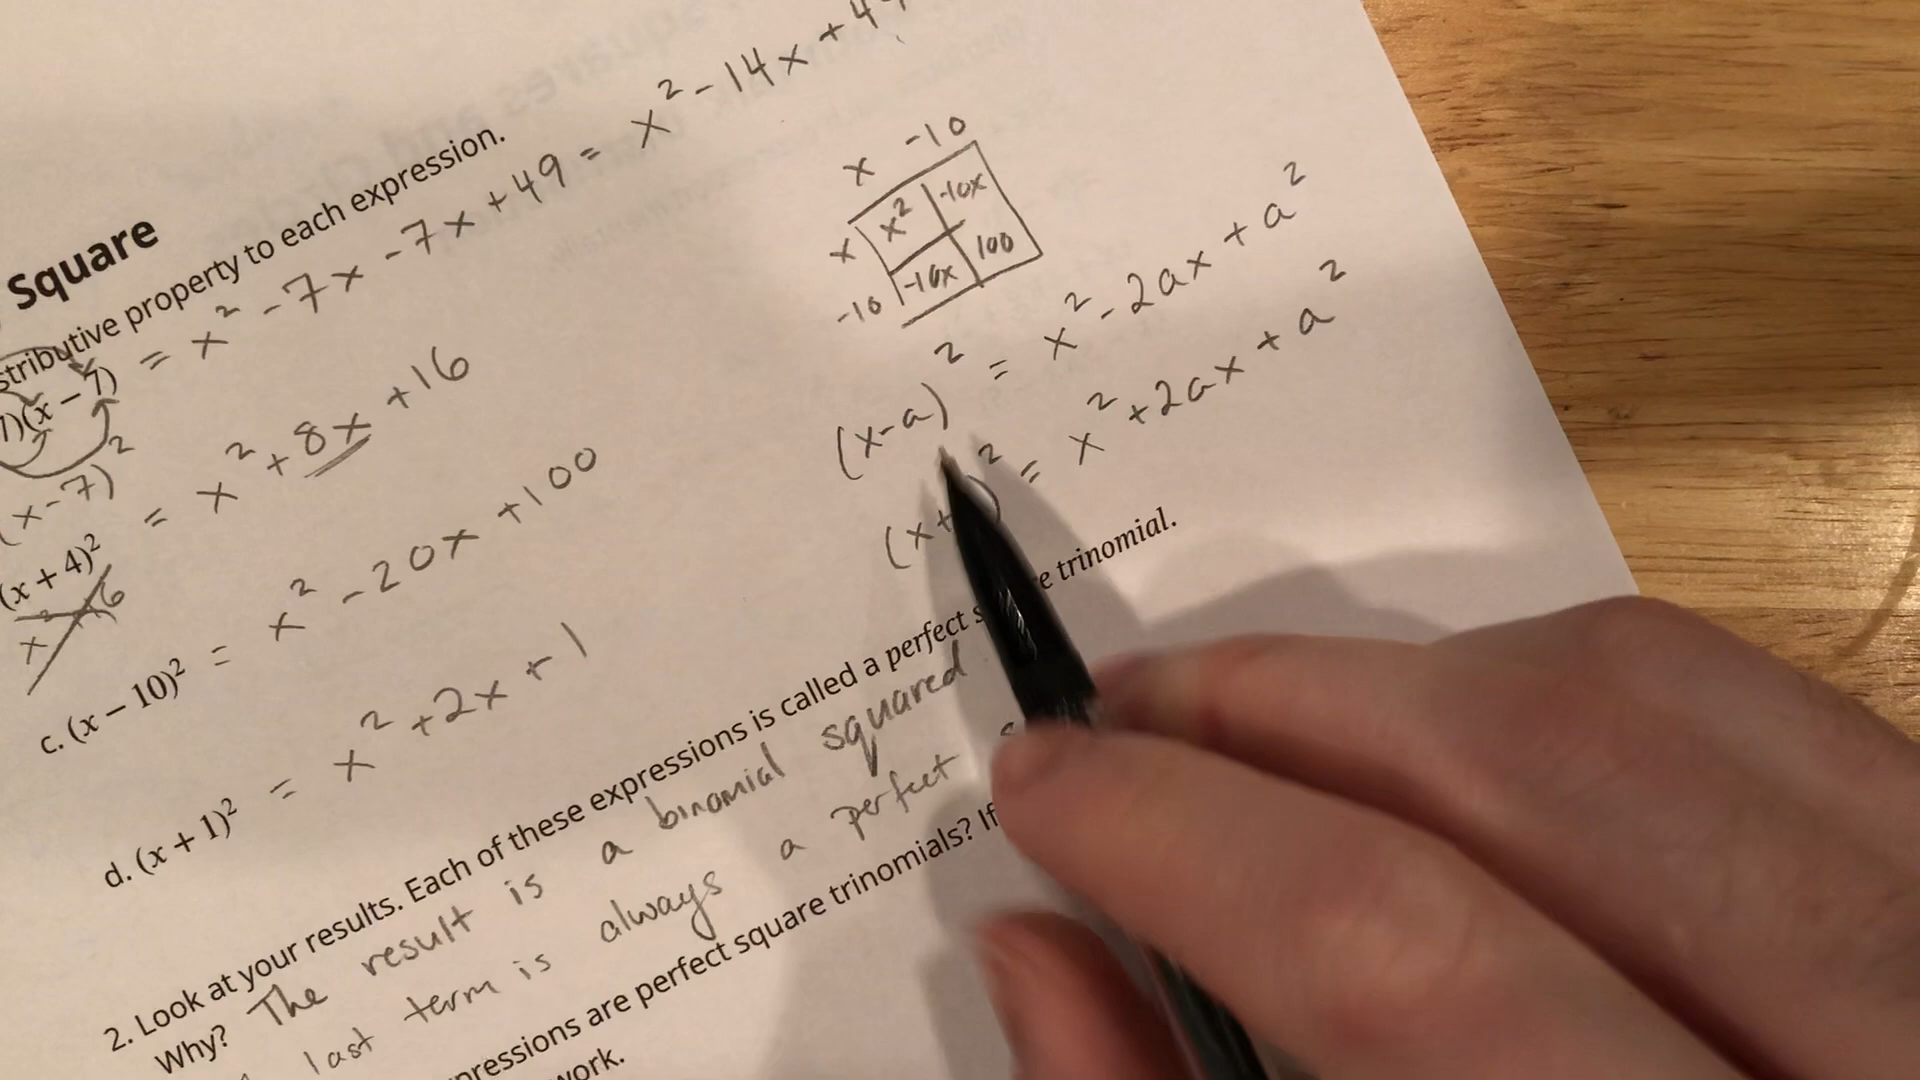 Square
stributive property to each expression.
7)(x − 7) = x² - 7x - 7x + 49 = x² - 14x + 4
(x-7)²
(x + 4)² = x² + 8x + 16
c. (x − 10)² = x² - 20x + 100
d. (x + 1)² = x² + 2x + 1
x -10
x x² -10x
-10 -10x 100
(x-a)² = x² - 2ax + a²
(x+ )² = x² + 2ax + a²
2. Look at your results. Each of these expressions is called a perfect s e trinomial.
Why? The result is a binomial squared
last term is always a perfect
pressions are perfect square trinomials? If
work.